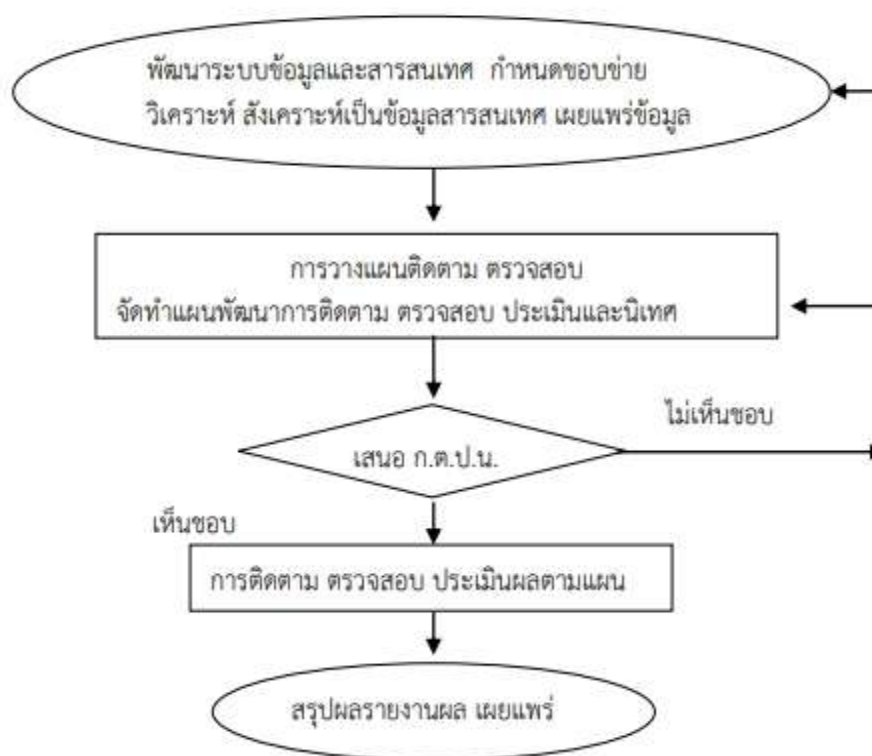 พัฒนาระบบข้อมูลและสารสนเทศ กำหนดขอบข่าย
วิเคราะห์ สังเคราะห์เป็นข้อมูลสารสนเทศ เผยแพร่ข้อมูล
การวางแผนติดตาม ตรวจสอบ
จัดทำแผนพัฒนาการติดตาม ตรวจสอบ ประเมินและนิเทศ
ไม่เห็นชอบ
เสนอ ก.ต.ป.น.
เห็นชอบ
การติดตาม ตรวจสอบ ประเมินผลตามแผน
สรุปผลรายงานผล เผยแพร่